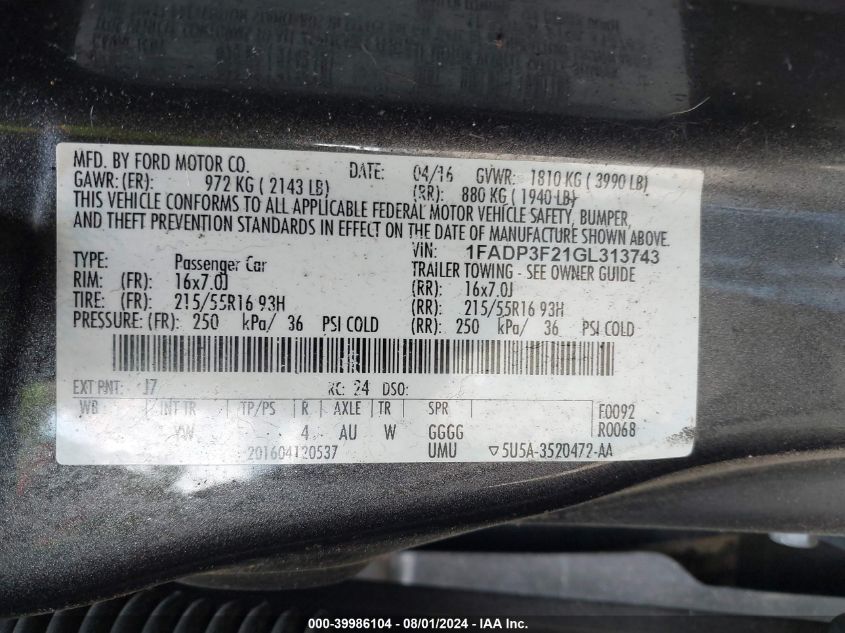 MFD. BY FORD MOTOR CO. DATE: 04/16 GVWR: 1810 KG ( 3990 LB)
GAWR:(FR): 972 KG ( 2143 LB) (RR): 880 KG ( 1940 LB)
THIS VEHICLE CONFORMS TO ALL APPLICABLE FEDERAL MOTOR VEHICLE SAFETY, BUMPER,
AND THEFT PREVENTION STANDARDS IN EFFECT ON THE DATE OF MANUFACTURE SHOWN ABOVE.
VIN: 1FADP3F21GL313743
TYPE: Passenger Car TRAILER TOWING - SEE OWNER GUIDE
RIM: (FR): 16x7.0J (RR): 16x7.0J
TIRE: (FR): 215/55R16 93H (RR): 215/55R16 93H
PRESSURE: (FR): 250 kPa/ 36 PSI COLD (RR): 250 kPa/ 36 PSI COLD
EXT PNT: J7 RC: 24 DSO:
WB INT TR TP/PS R AXLE TR SPR F0092
YW 4 AU W GGGG R0068
201604120537 UMU ▽5U5A-3520472-AA
000-39986104 - 08/01/2024 - IAA Inc.